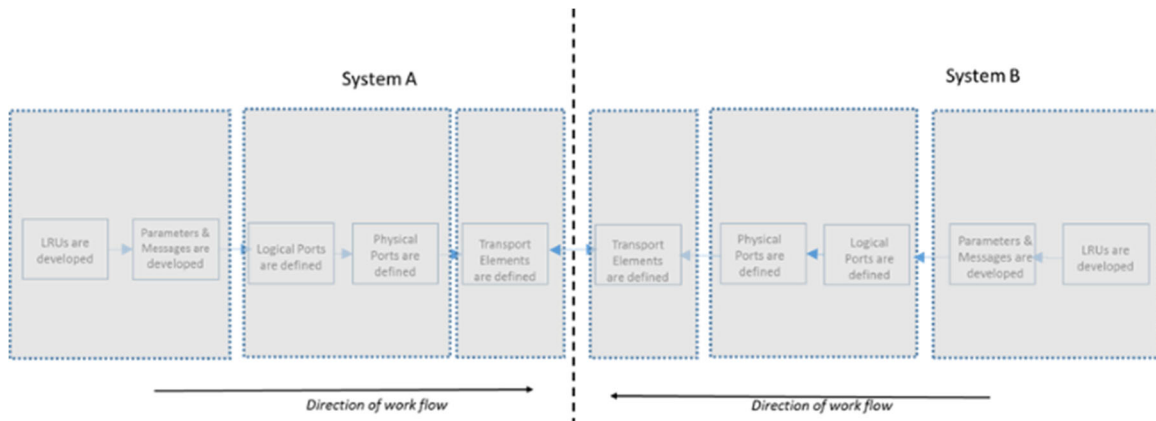 System A
System B
LRUs are
developed
Parameters &
Messages are
developed
Logical Ports
are defined
Physical
Ports are
defined
Transport
Elements
are defined
Transport
Elements
are defined
Physical
Ports are
defined
Logical
Ports are
defined
Parameters &
Messages are
developed
LRUs are
developed
Direction of work flow
Direction of work flow